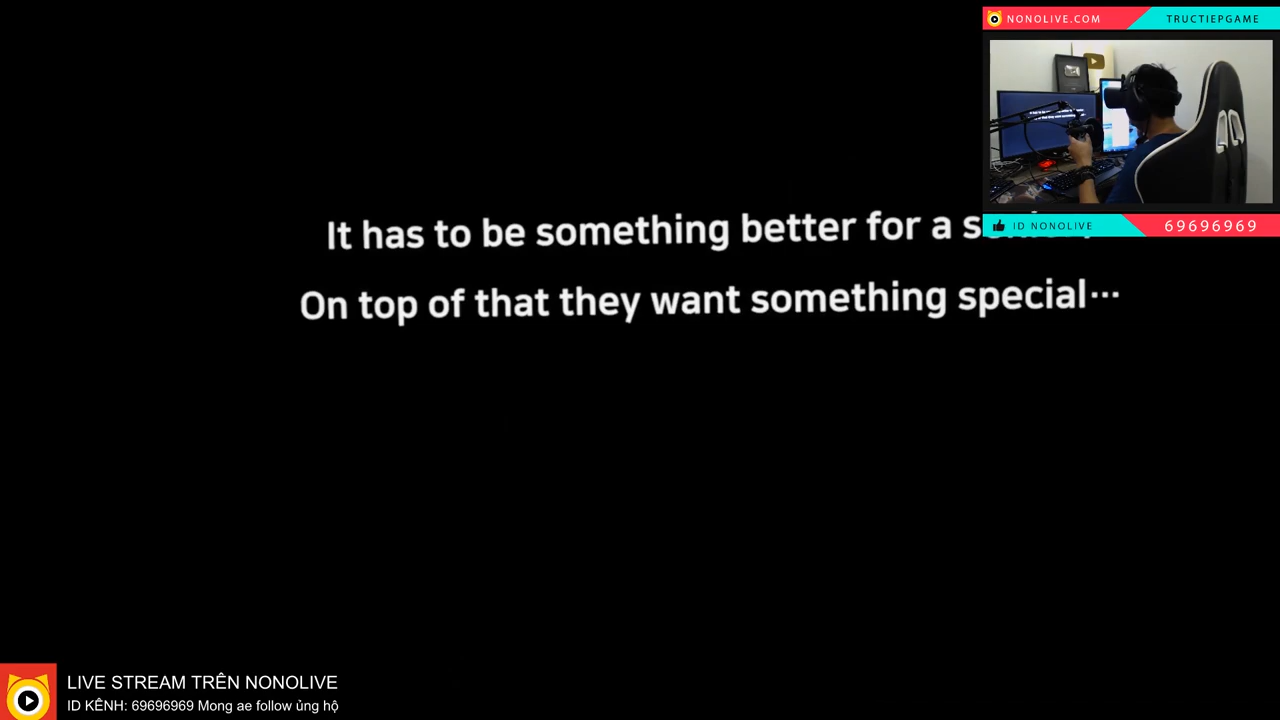 NONOLIVE.COM
TRUCTIEPGAME
It has to be something better for a
On top of that they want something special···
ID NONOLIVE
69696969
LIVE STREAM TRÊN NONOLIVE
ID KÊNH: 69696969 Mong ae follow ủng hộ